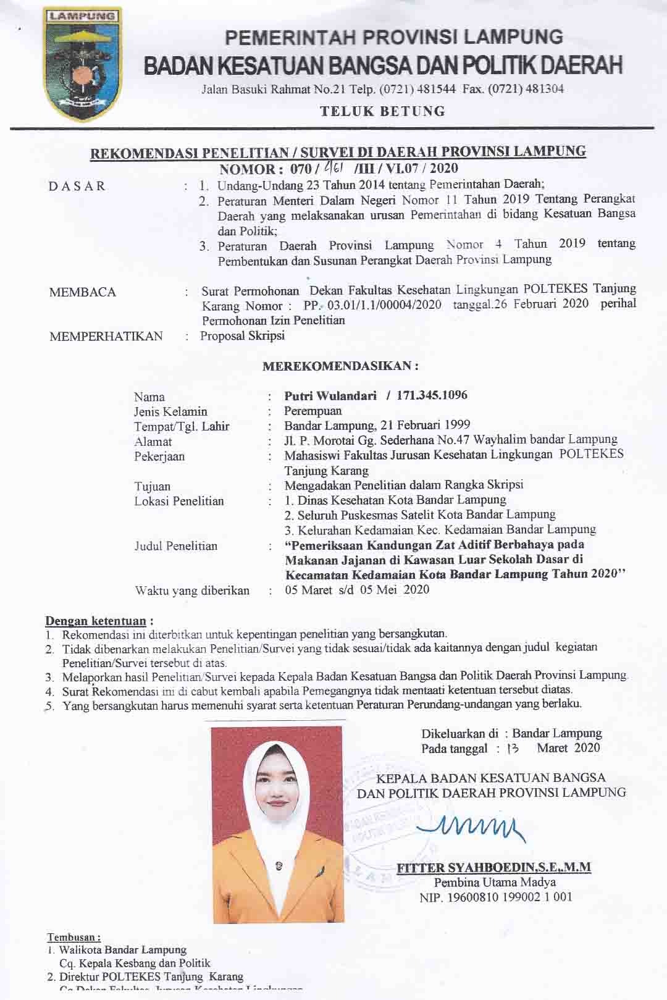 LAMPUNG
PEMERINTAH PROVINSI LAMPUNG
BADAN KESATUAN BANGSA DAN POLITIK DAERAH
Jalan Basuki Rahmat No.21 Telp. (0721) 481544 Fax. (0721) 481304
TELUK BETUNG
REKOMENDASI PENELITIAN / SURVEI DI DAERAH PROVINSI LAMPUNG
NOMOR : 070 / /III / VI.07 / 2020
D A S A R : 1. Undang-Undang 23 Tahun 2014 tentang Pemerintahan Daerah;
2. Peraturan Menteri Dalam Negeri Nomor 11 Tahun 2019 Tentang Perangkat
Daerah yang melaksanakan urusan Pemerintahan di bidang Kesatuan Bangsa
dan Politik;
3. Peraturan Daerah Provinsi Lampung Nomor 4 Tahun 2019 tentang
Pembentukan dan Susunan Perangkat Daerah Provinsi Lampung
MEMBACA : Surat Permohonan Dekan Fakultas Kesehatan Lingkungan POLTEKES Tanjung
Karang Nomor : PP. 03.01/1.1/00004/2020 tanggal.26 Februari 2020 perihal
Permohonan Izin Penelitian
MEMPERHATIKAN : Proposal Skripsi
MEREKOMENDASIKAN :
Nama : Putri Wulandari / 171.345.1096
Jenis Kelamin : Perempuan
Tempat/Tgl. Lahir : Bandar Lampung, 21 Februari 1999
Alamat : Jl. P. Morotai Gg. Sederhana No.47 Wayhalim bandar Lampung
Pekerjaan : Mahasiswi Fakultas Jurusan Kesehatan Lingkungan POLTEKES
Tanjung Karang
Tujuan : Mengadakan Penelitian dalam Rangka Skripsi
Lokasi Penelitian : 1. Dinas Kesehatan Kota Bandar Lampung
2. Seluruh Puskesmas Satelit Kota Bandar Lampung
3. Kelurahan Kedamaian Kec. Kedamaian Bandar Lampung
Judul Penelitian : “Pemeriksaan Kandungan Zat Aditif Berbahaya pada
Makanan Jajanan di Kawasan Luar Sekolah Dasar di
Kecamatan Kedamaian Kota Bandar Lampung Tahun 2020”
Waktu yang diberikan : 05 Maret s/d 05 Mei 2020
Dengan ketentuan :
1. Rekomendasi ini diterbitkan untuk kepentingan penelitian yang bersangkutan.
2. Tidak dibenarkan melakukan Penelitian/Survei yang tidak sesuai/tidak ada kaitannya dengan judul kegiatan
Penelitian/Survei tersebut di atas.
3. Melaporkan hasil Penelitian/Survei kepada Kepala Badan Kesatuan Bangsa dan Politik Daerah Provinsi Lampung.
4. Surat Rekomendasi ini di cabut kembali apabila Pemegangnya tidak mentaati ketentuan tersebut diatas.
5. Yang bersangkutan harus memenuhi syarat serta ketentuan Peraturan Perundang-undangan yang berlaku.
Dikeluarkan di : Bandar Lampung
Pada tanggal : 13 Maret 2020
KEPALA BADAN KESATUAN BANGSA
DAN POLITIK DAERAH PROVINSI LAMPUNG
FITTER SYAHBOEDIN,S.E,.M.M
Pembina Utama Madya
NIP. 19600810 199002 1 001
Tembusan :
1. Walikota Bandar Lampung
Cq. Kepala Kesbang dan Politik
2. Direktur POLTEKES Tanjung Karang
Cq Dekan Fakultas Jurusan Kesehatan Lingkungan